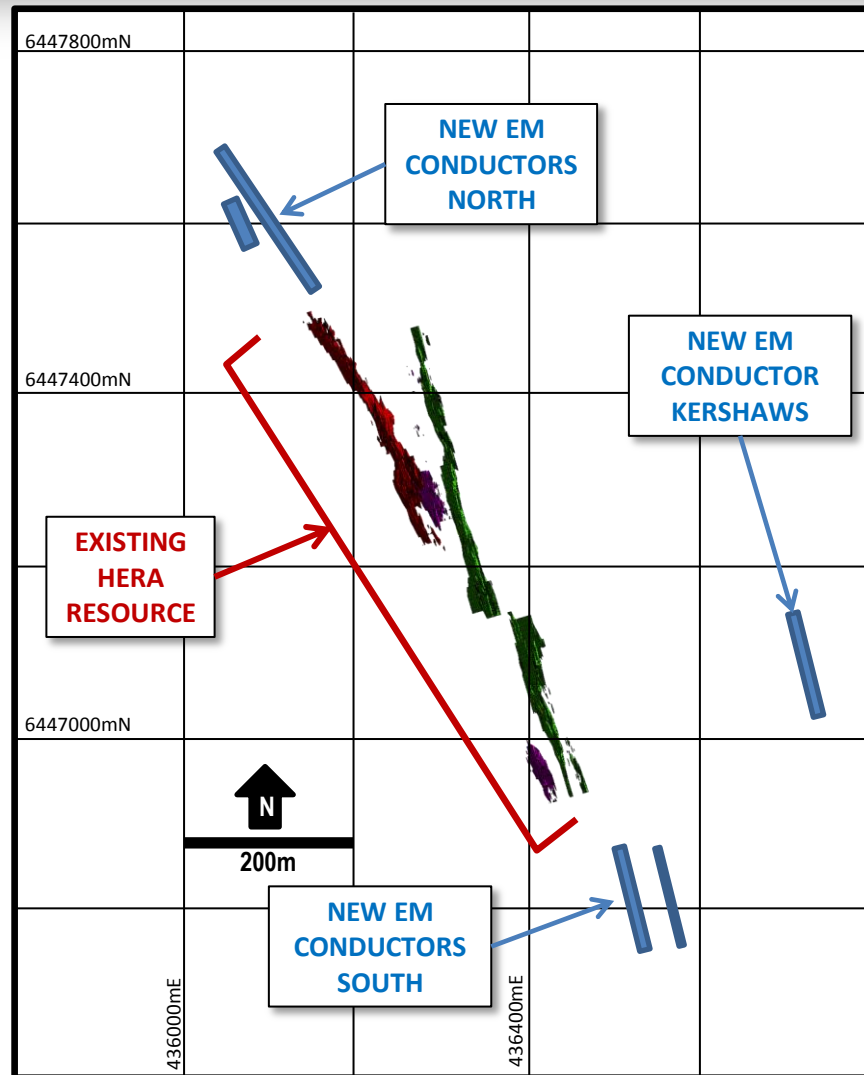 6447800mN
NEW EM
CONDUCTORS
NORTH
NEW EM
CONDUCTOR
KERSHAWS
6447400mN
EXISTING
HERA
RESOURCE
6447000mN
N
200m
NEW EM
CONDUCTORS
SOUTH
436000mE
436400mE